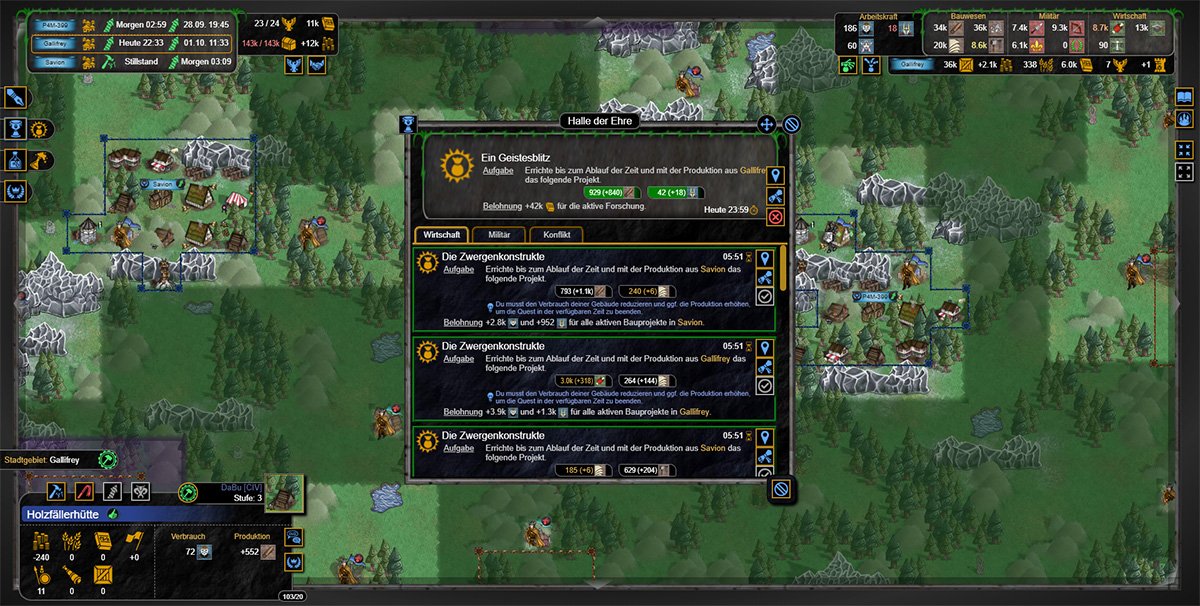 P4M-399 Morgen 02:59 28.09. 19:45
Gallifrey Heute 22:33 01.10. 11:33
Savion Stillstand Morgen 03:09
23 / 24 11k
143k / 143k +12k
Arbeitskraft
186 18
60
Bauwesen Militär Wirtschaft
34k 36k 7.4k 9.3k 8.7k 13k
20k 8.6k 6.1k 0 90
Gallifrey 36k +2.1k 338 6.0k 7 +1
Halle der Ehre
Ein Geistesblitz
Aufgabe Errichte bis zum Ablauf der Zeit und mit der Produktion aus Gallifre
das folgende Projekt.
929 (+840) 42 (+18)
Belohnung +42k für die aktive Forschung.
Heute 23:59
Wirtschaft Militär Konflikt
Die Zwergenkonstrukte 05:51
Aufgabe Errichte bis zum Ablauf der Zeit und mit der Produktion aus Savion das
folgende Projekt.
793 (+1.1k) 240 (+6)
Du musst den Verbrauch deiner Gebäude reduzieren und ggf. die Produktion erhöhen,
um die Quest in der verfügbaren Zeit zu beenden.
Belohnung +2.8k und +952 für alle aktiven Bauprojekte in Savion.
Die Zwergenkonstrukte 05:51
Aufgabe Errichte bis zum Ablauf der Zeit und mit der Produktion aus Gallifrey das
folgende Projekt.
3.0k (+318) 264 (+144)
Du musst den Verbrauch deiner Gebäude reduzieren und ggf. die Produktion erhöhen,
um die Quest in der verfügbaren Zeit zu beenden.
Belohnung +3.9k und +1.3k für alle aktiven Bauprojekte in Gallifrey.
Die Zwergenkonstrukte 05:51
Aufgabe Errichte bis zum Ablauf der Zeit und mit der Produktion aus Savion das
folgende Projekt.
185 (+6) 629 (+204)
Savion
P4M-399
Stadtgebiet: Gallifrey
DaBu [CIV]
Stufe: 3
Holzfällerhütte
Verbrauch Produktion
72 +552
-240 0 0 +0
11 0 0
103/20